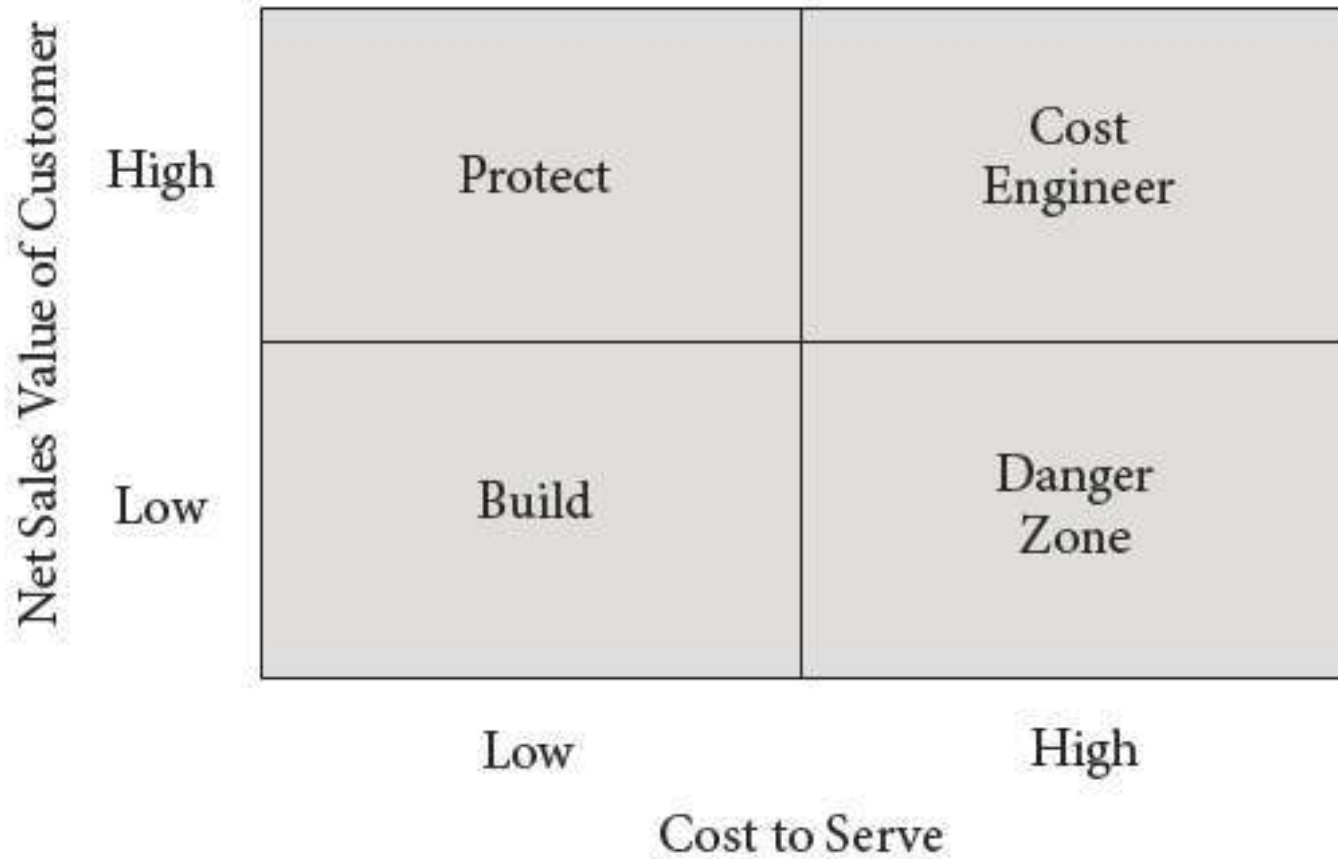 Net Sales Value of Customer
High
Protect
Cost
Engineer
Low
Build
Danger
Zone
Low
High
Cost to Serve